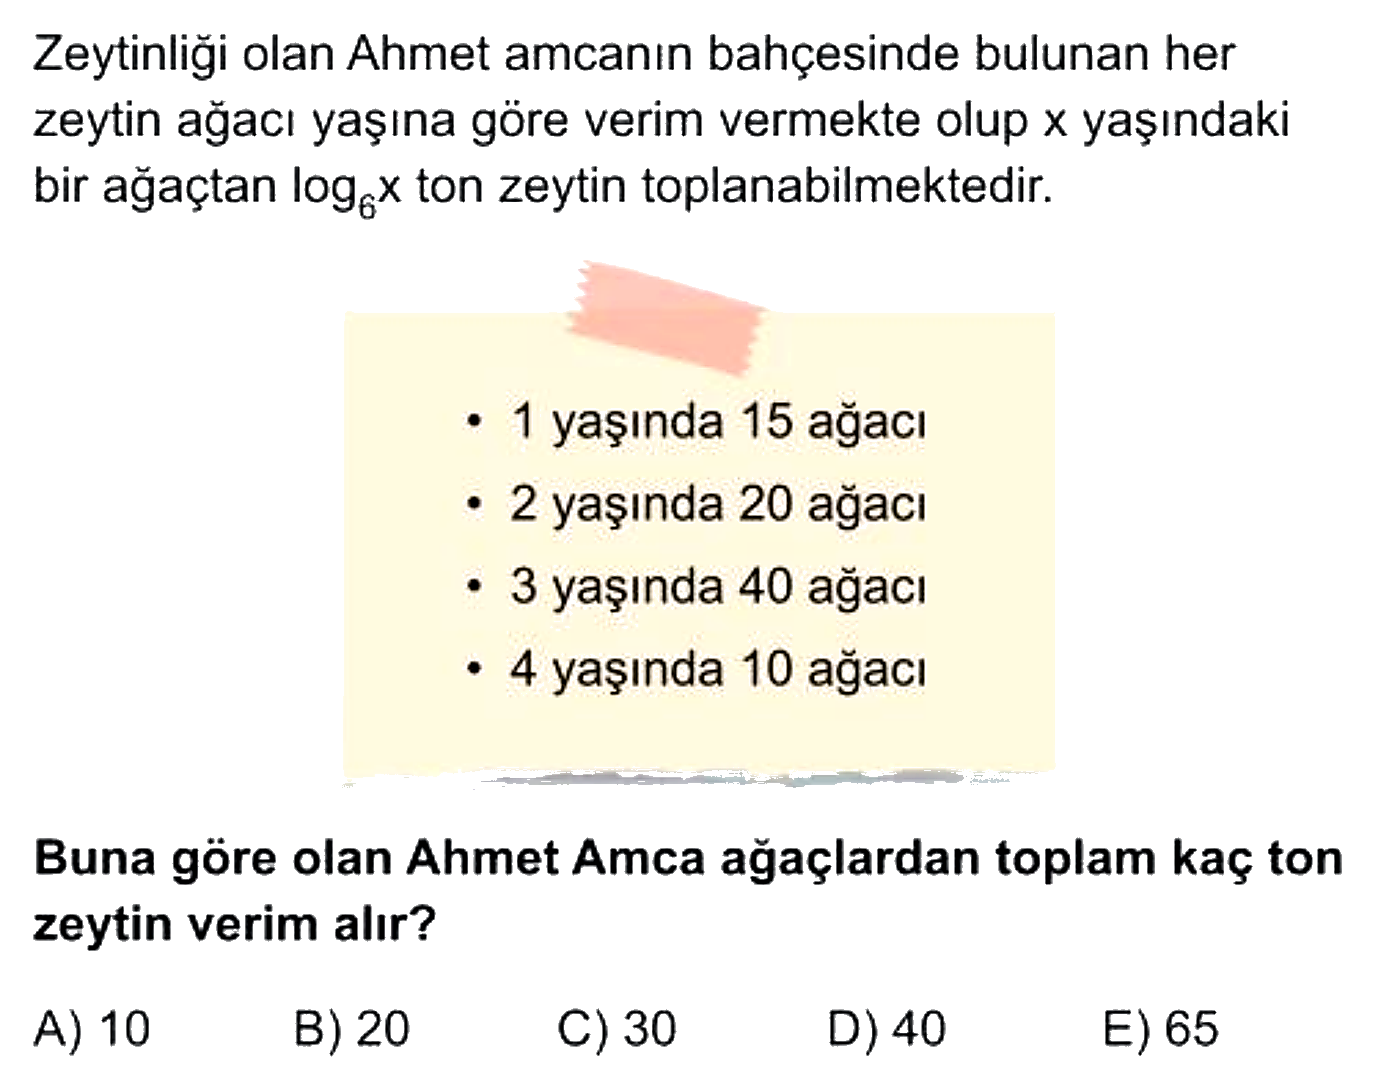 Zeytinliği olan Ahmet amcanın bahçesinde bulunan her
zeytin ağacı yaşına göre verim vermekte olup x yaşındaki
bir ağaçtan log₆x ton zeytin toplanabilmektedir.
• 1 yaşında 15 ağacı
• 2 yaşında 20 ağacı
• 3 yaşında 40 ağacı
• 4 yaşında 10 ağacı
Buna göre olan Ahmet Amca ağaçlardan toplam kaç ton
zeytin verim alır?
A) 10 B) 20 C) 30 D) 40 E) 65